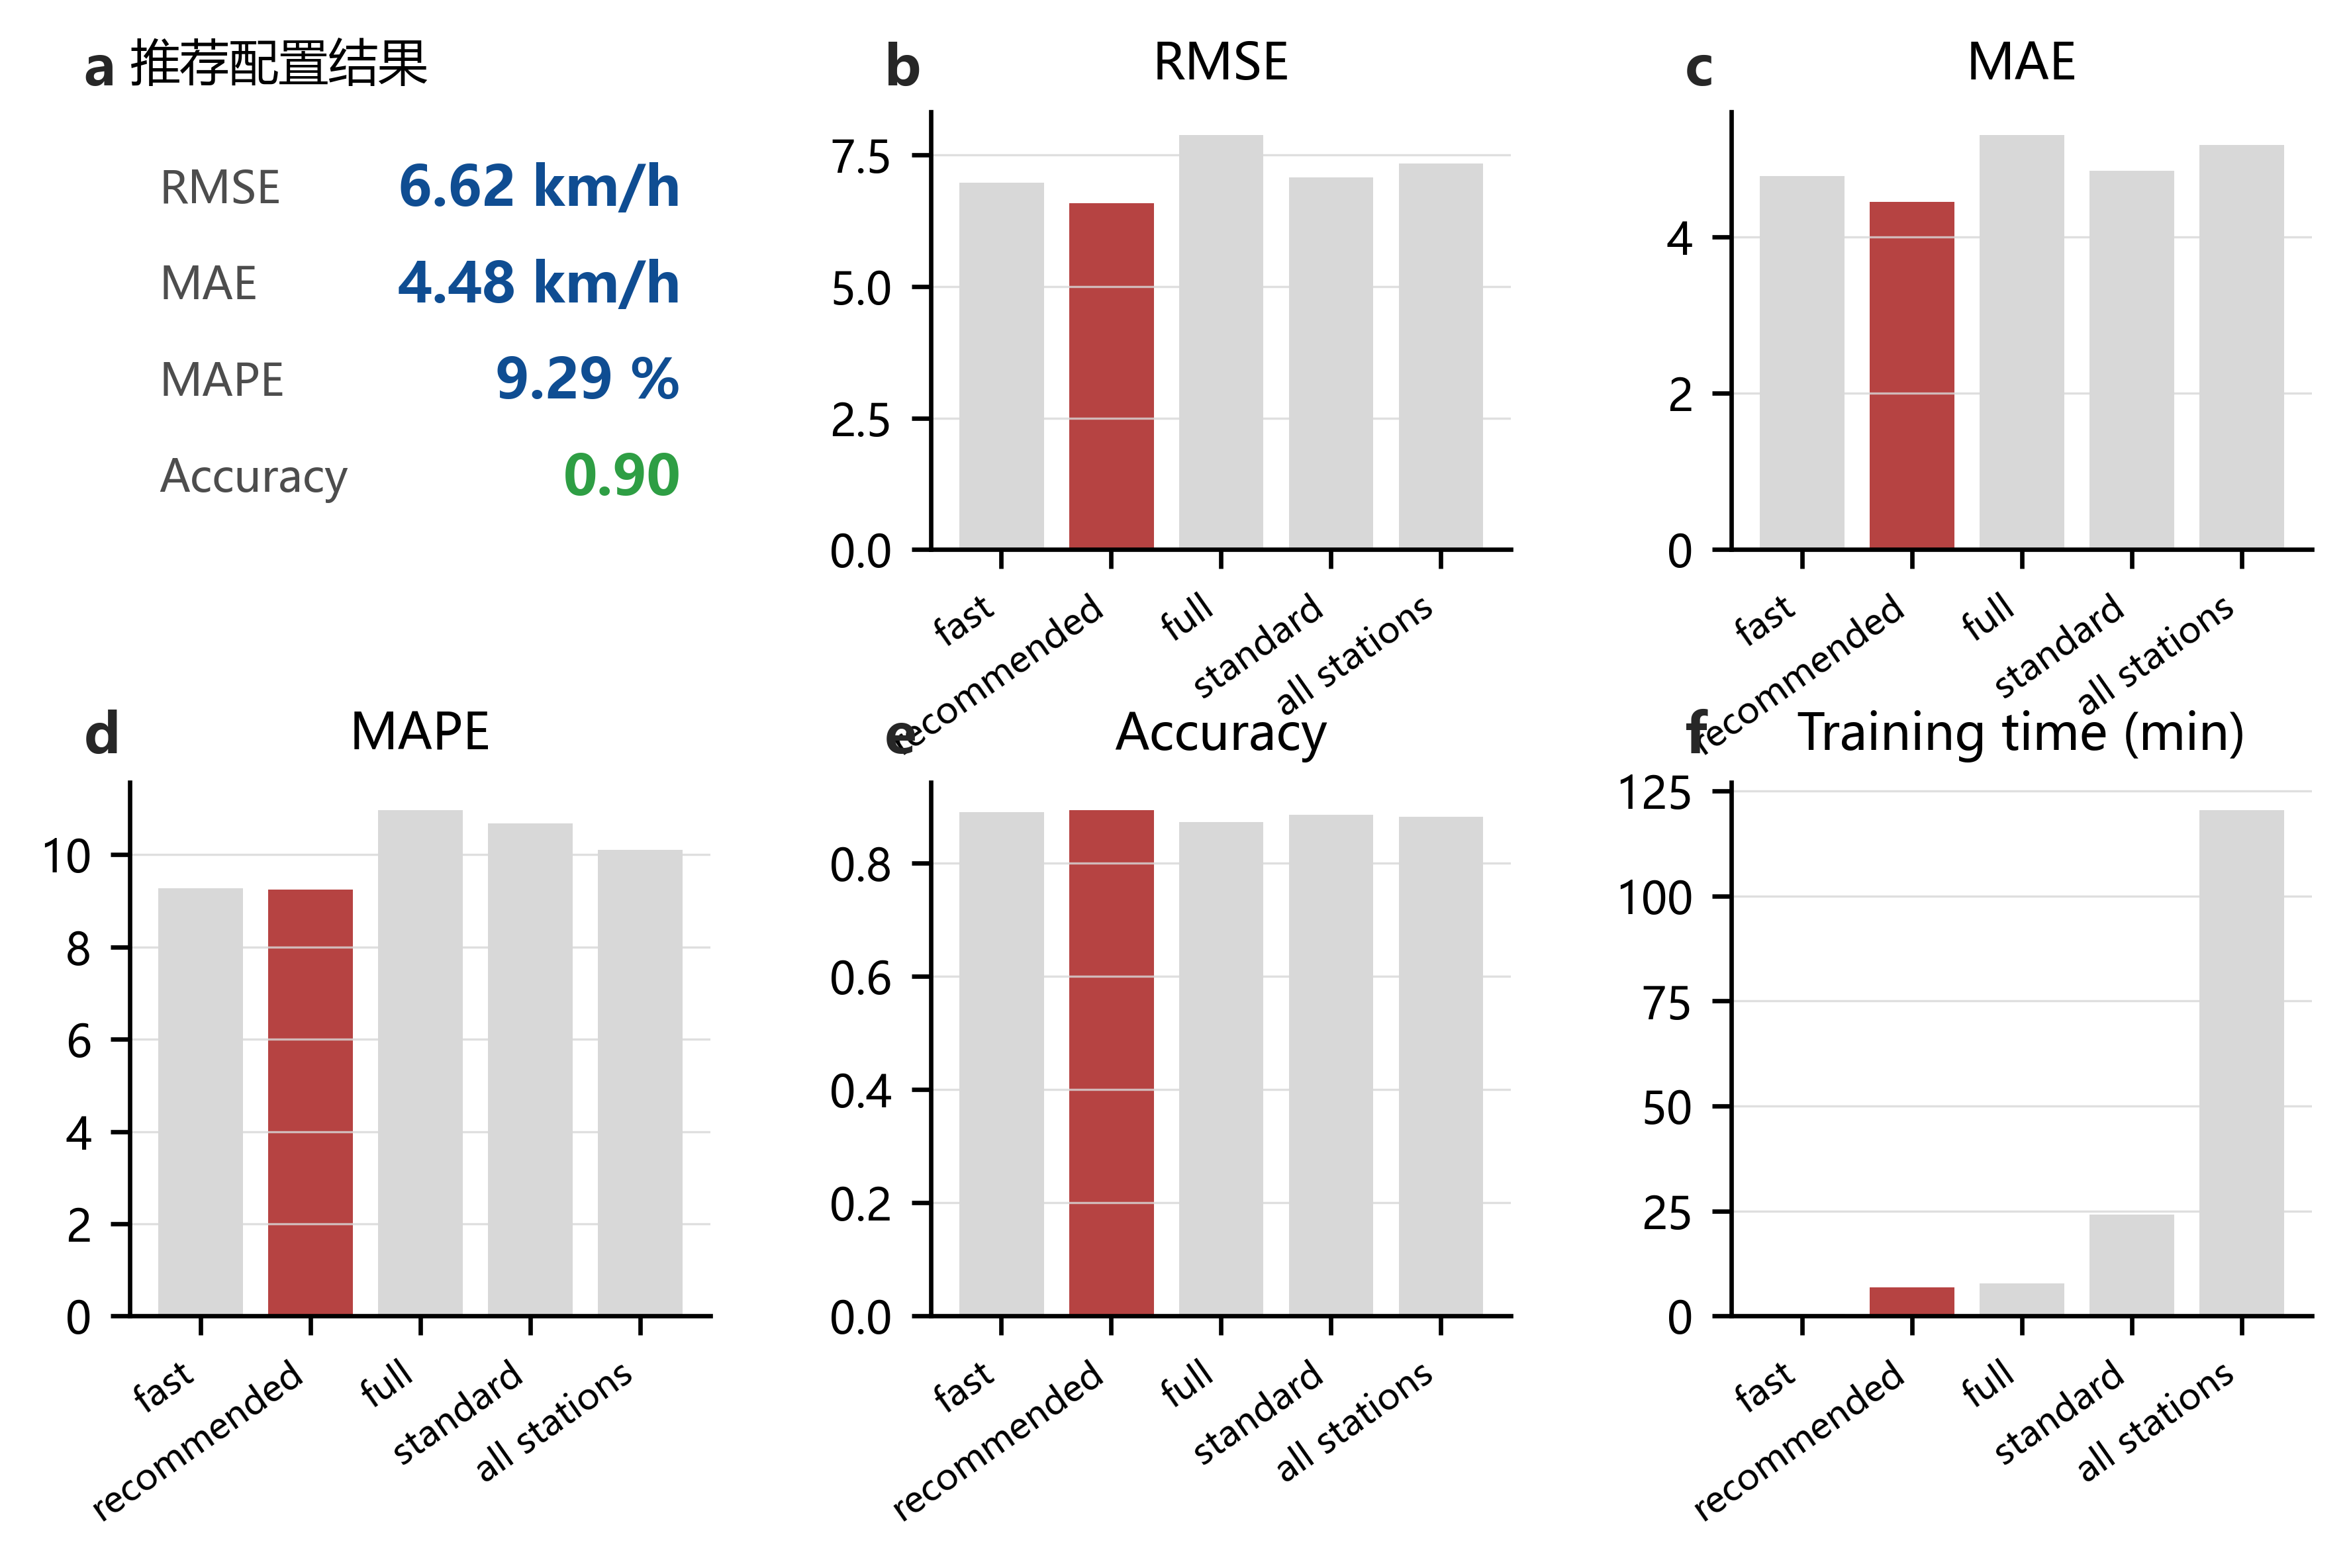 a 推荐配置结果
RMSE 6.62 km/h
MAE 4.48 km/h
MAPE 9.29 %
Accuracy 0.90
b RMSE
7.5
5.0
2.5
0.0
fast
recommended
full
standard
all stations
c MAE
4
2
0
fast
recommended
full
standard
all stations
d MAPE
10
8
6
4
2
0
fast
recommended
full
standard
all stations
e Accuracy
0.8
0.6
0.4
0.2
0.0
fast
recommended
full
standard
all stations
f Training time (min)
125
100
75
50
25
0
fast
recommended
full
standard
all stations